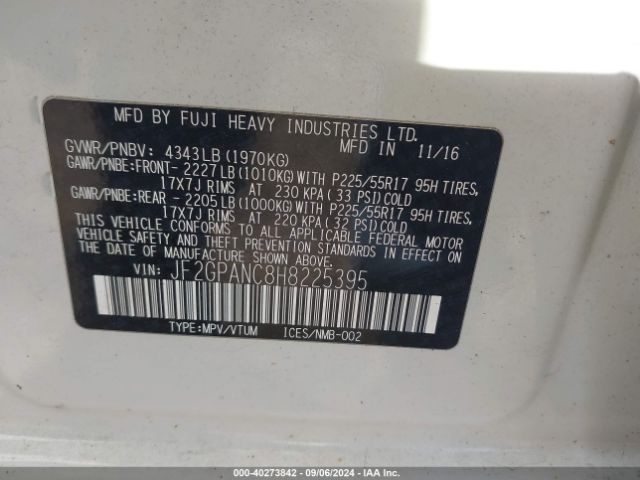 MFD BY FUJI HEAVY INDUSTRIES LTD.
MFD IN 11/16
GVWR/PNBV: 4343LB (1970KG)
GAWR/PNBE:FRONT- 2227LB(1010KG)WITH P225/55R17 95H TIRES,
17X7J RIMS AT 230 KPA( 33 PSI)COLD
GAWR/PNBE:REAR - 2205LB(1000KG)WITH P225/55R17 95H TIRES,
17X7J RIMS AT 220 KPA( 32 PSI)COLD
THIS VEHICLE CONFORMS TO ALL APPLICABLE FEDERAL MOTOR
VEHICLE SAFETY AND THEFT PREVENTION STANDARDS IN EFFECT ON
THE DATE OF MANUFACTURE SHOWN ABOVE.
VIN: JF2GPANC8H8225395
TYPE:MPV/VTUM ICES/NMB-002
000-40273842 - 09/06/2024 - IAA Inc.